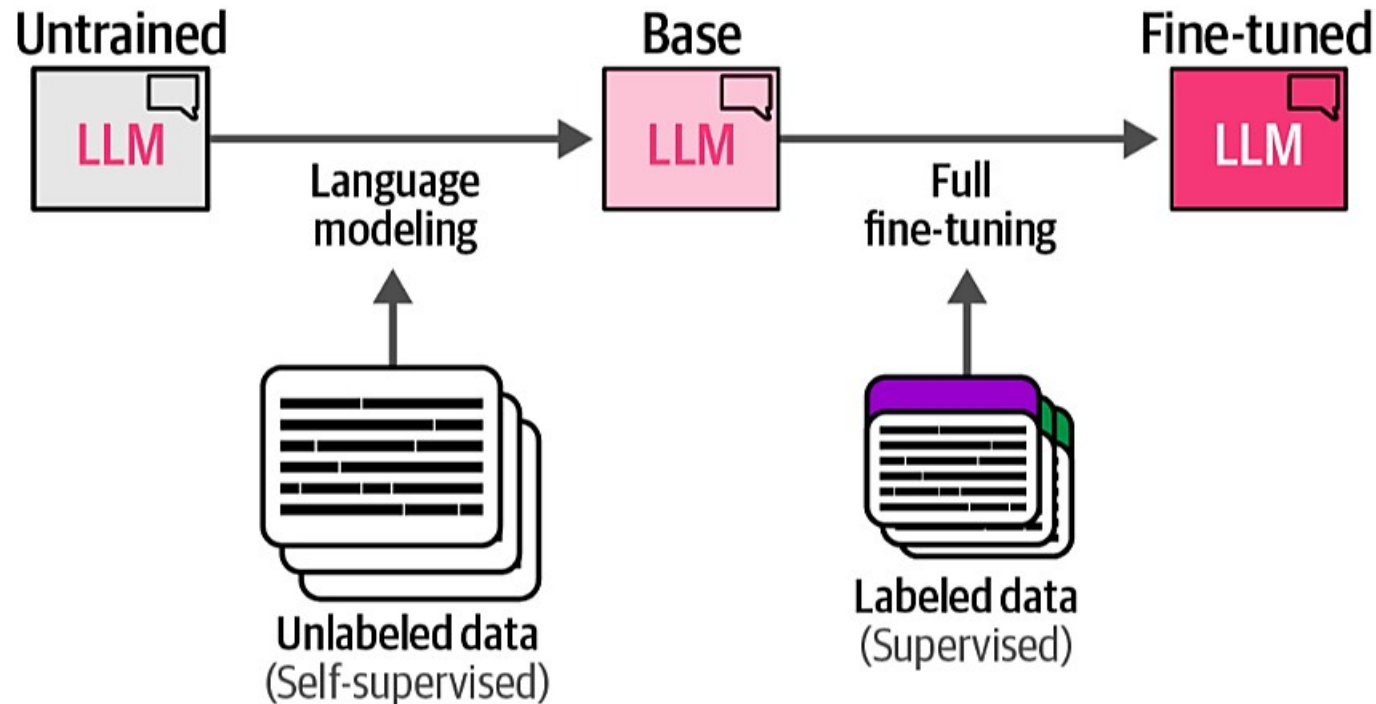 Untrained
Base
Fine-tuned
LLM
LLM
LLM
Language
modeling
Full
fine-tuning
Unlabeled data
(Self-supervised)
Labeled data
(Supervised)